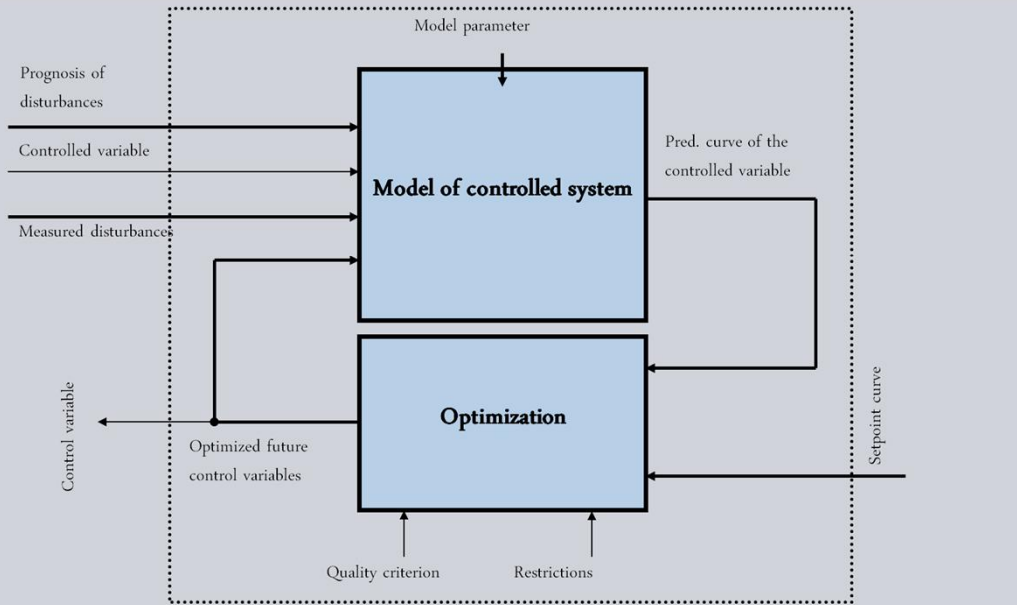 Model parameter
Prognosis of
disturbances
Controlled variable
Measured disturbances
Model of controlled system
Pred. curve of the
controlled variable
Optimization
Control variable
Optimized future
control variables
Setpoint curve
Quality criterion
Restrictions